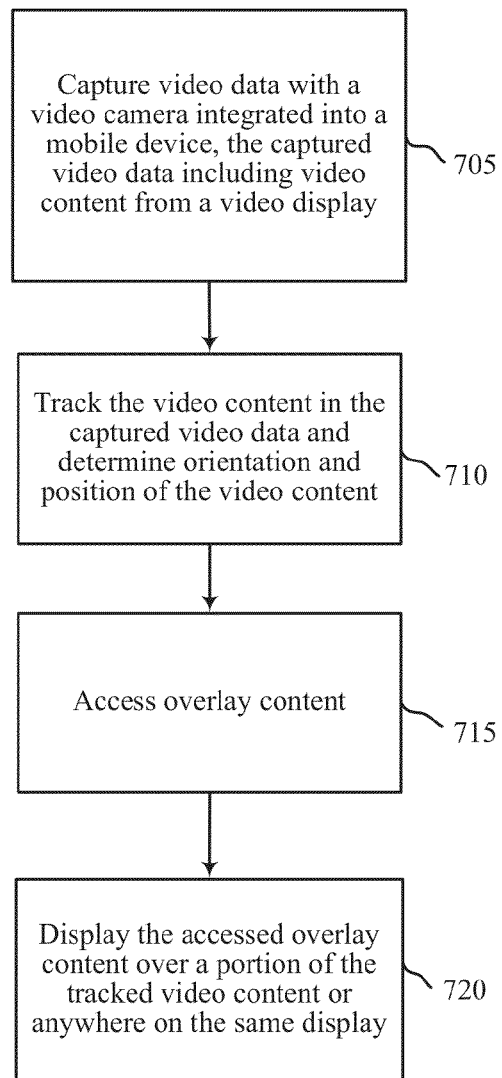 Capture video data with a
video camera integrated into a
mobile device, the captured
video data including video
content from a video display
705
Track the video content in the
captured video data and
determine orientation and
position of the video content
710
Access overlay content
715
Display the accessed overlay
content over a portion of the
tracked video content or
anywhere on the same display
720